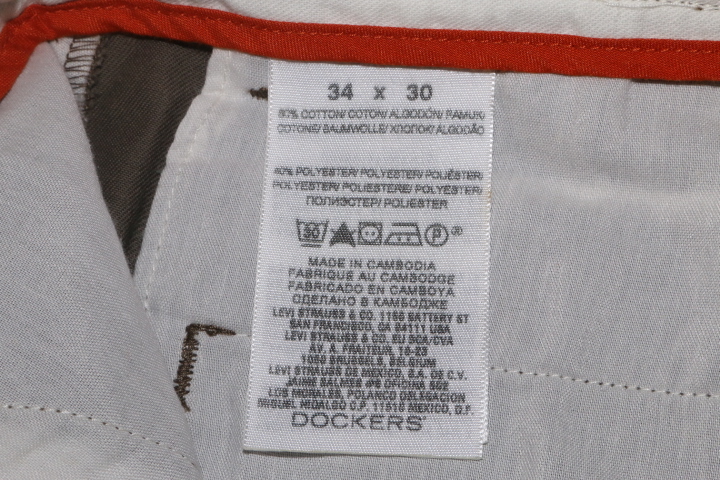 34 x 30
60% COTTON/ COTON/ ALGODÓN/ PAMUK/
COTONE/ BAUMWOLLE/ ХЛОПОК/ ALGODÃO
40% POLYESTER/ POLYESTER/ POLIÉSTER/
POLYESTER/ POLIESTERE/ POLYESTER/
ПОЛИЭСТЕР/ POLIESTER
30 P ®
MADE IN CAMBODIA
FABRIQUE AU CAMBODGE
FABRICADO EN CAMBOYA
СДЕЛАНО В КАМБОДЖЕ
LEVI STRAUSS & CO. 1155 BATTERY ST
SAN FRANCISCO, CA 94111 USA
LEVI STRAUSS & CO. EU SCA/CVA
AV. A. FRAITEUR, 15-23
1050 BRUSSELS, BELGIUM
LEVI STRAUSS DE MEXICO, S.A. DE C.V.
JAIME BALMES #8 OFICINA
LOS MORALES, POLANCO DELEGACION
MIGUEL HIDALGO C.P. 11510 MEXICO, D.F.
DOCKERS®